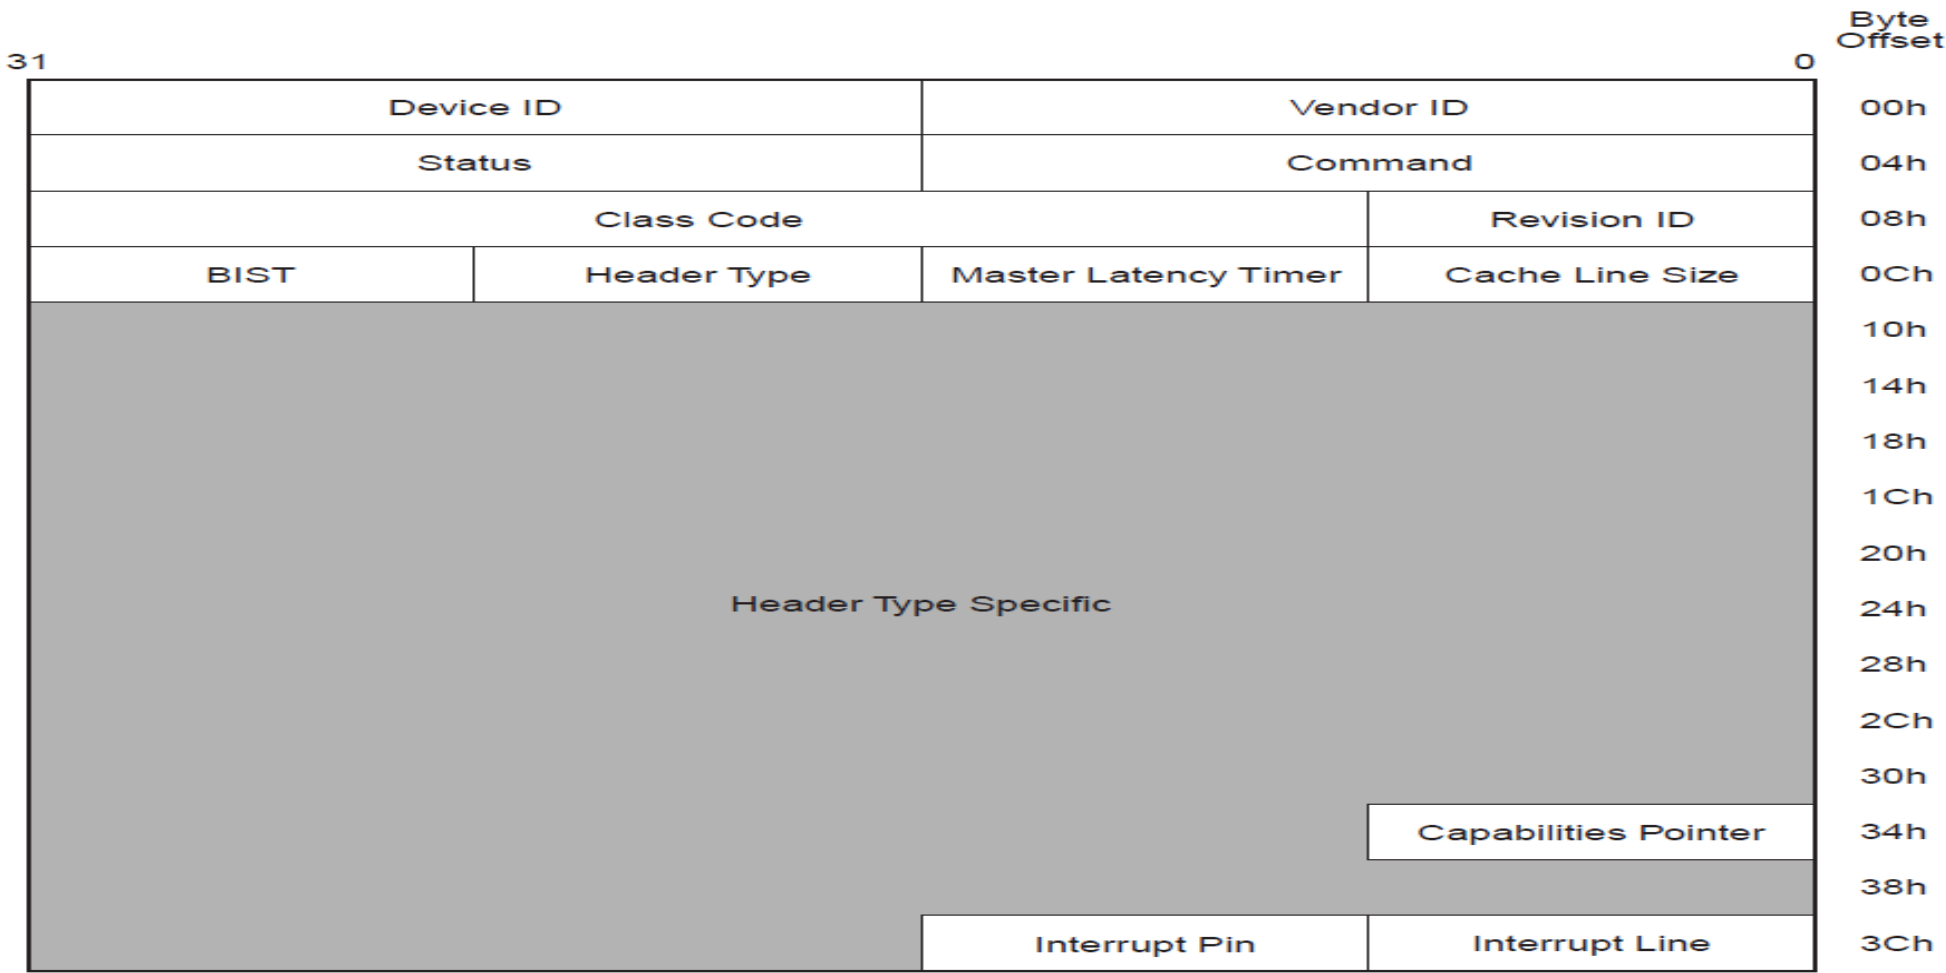 Byte
Offset
31 0
Device ID Vendor ID 00h
Status Command 04h
Class Code Revision ID 08h
BIST Header Type Master Latency Timer Cache Line Size 0Ch
10h
14h
18h
1Ch
20h
Header Type Specific 24h
28h
2Ch
30h
Capabilities Pointer 34h
38h
Interrupt Pin Interrupt Line 3Ch